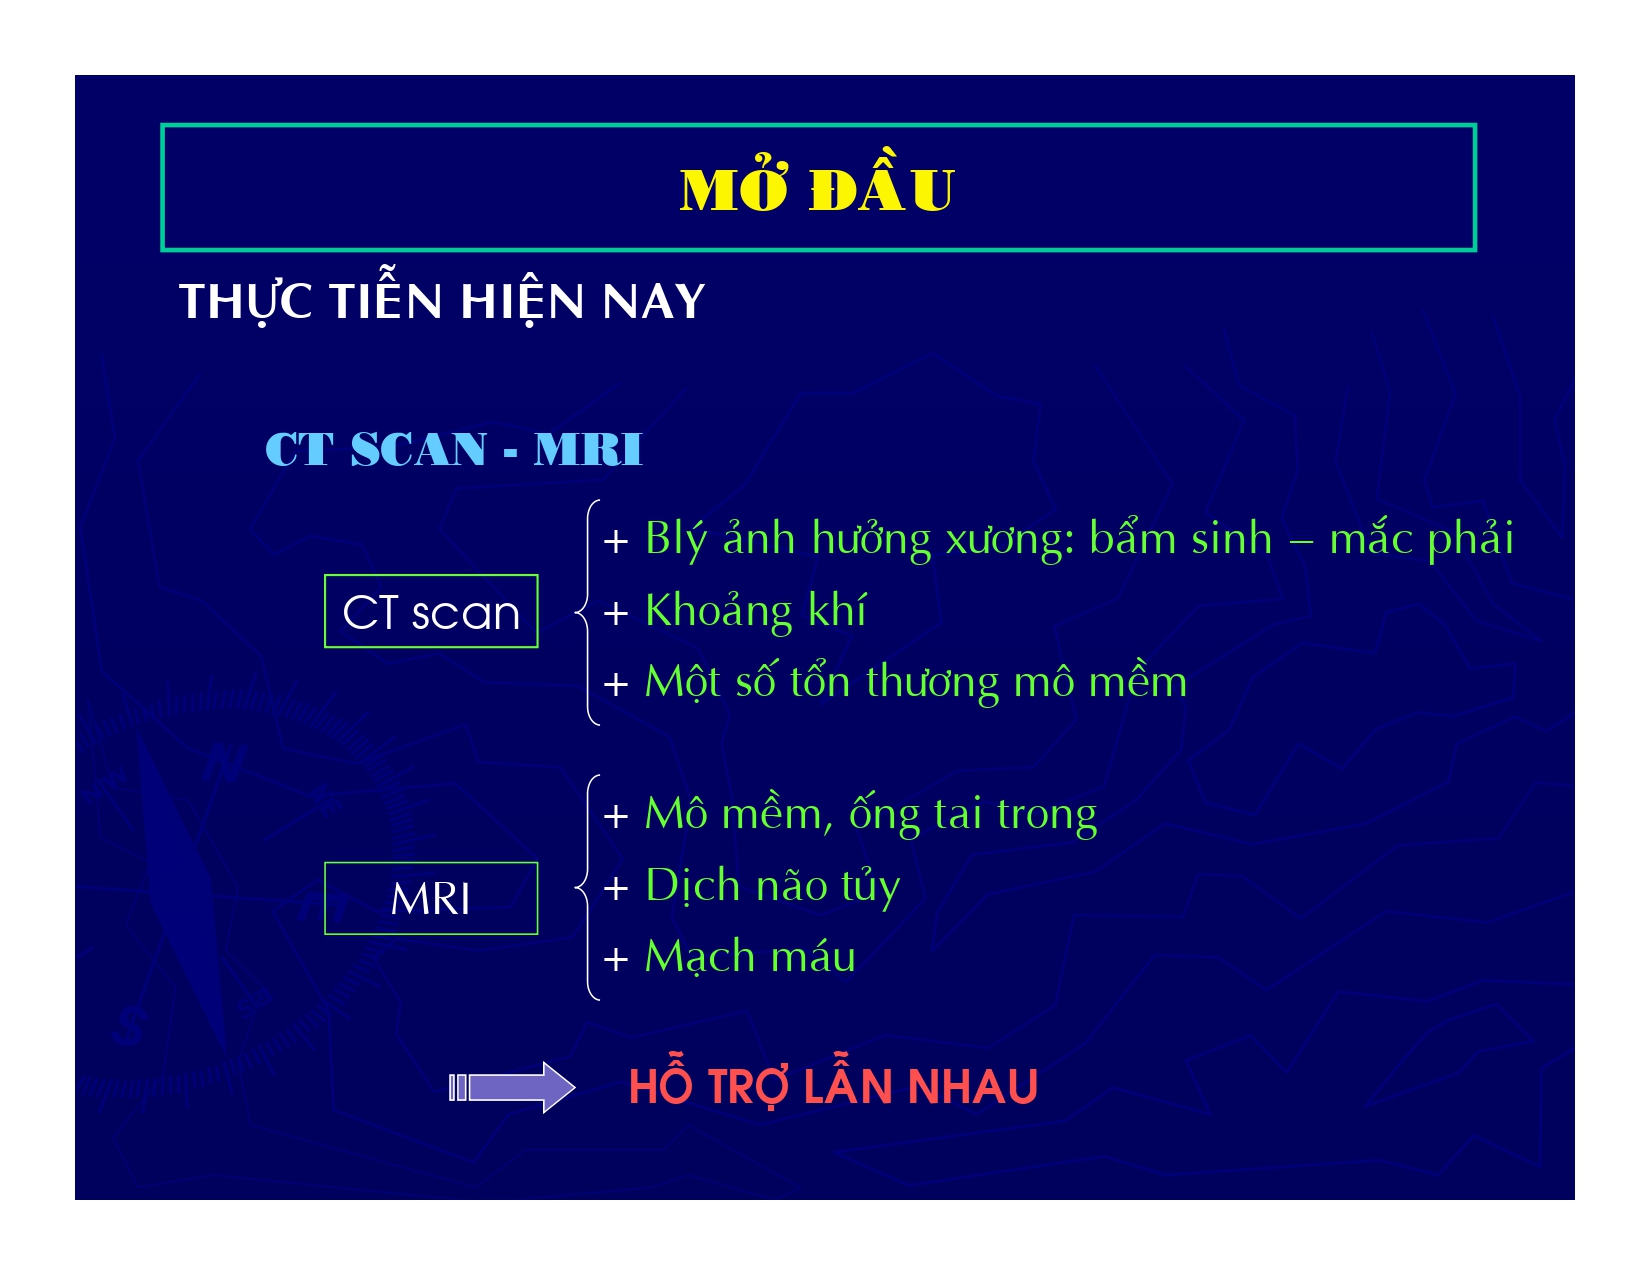 MỞ ĐẦU
THỰC TIỄN HIỆN NAY
CT SCAN - MRI
CT scan
+ Blý ảnh hưởng xương: bẩm sinh – mắc phải
+ Khoảng khí
+ Một số tổn thương mô mềm
MRI
+ Mô mềm, ống tai trong
+ Dịch não tủy
+ Mạch máu
HỖ TRỢ LẪN NHAU
N
S